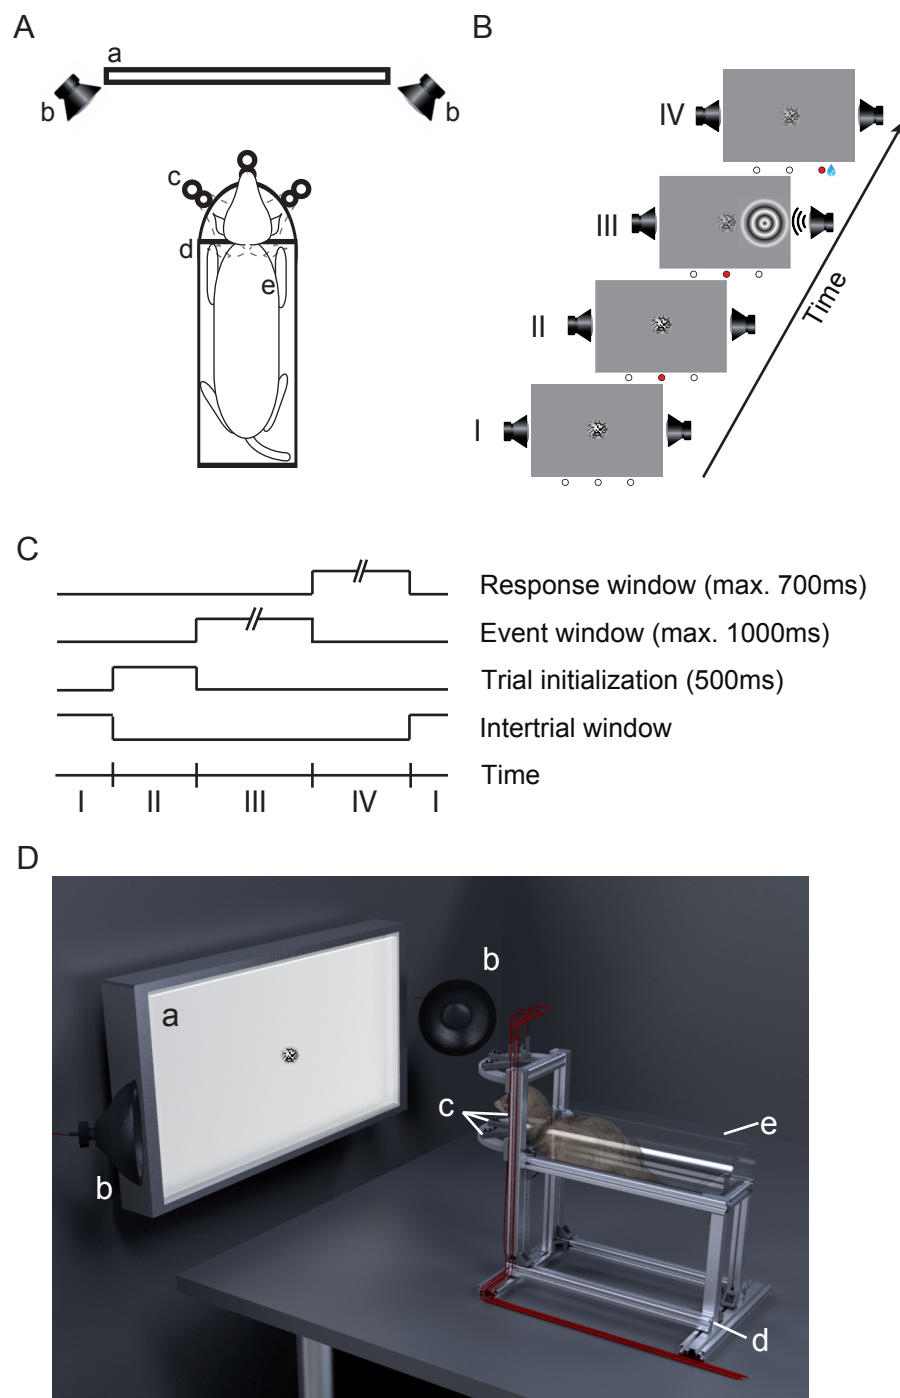 A
a
b
b
c
d
e
B
IV
III
II
I
Time
C
Response window (max. 700ms)
Event window (max. 1000ms)
Trial initialization (500ms)
Intertrial window
Time
I II III IV I
D
b
a
c
e
b
d